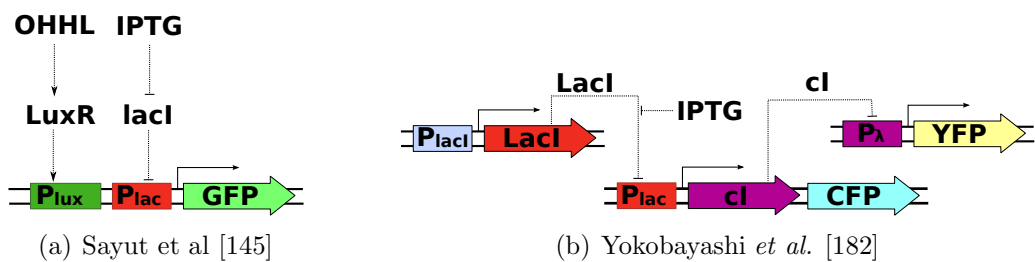 OHHL IPTG
LuxR lacI
Plux Plac GFP
(a) Sayut et al [145]
LacI
cI
IPTG
PlacI LacI
Pλ YFP
Plac cI CFP
(b) Yokobayashi et al. [182]